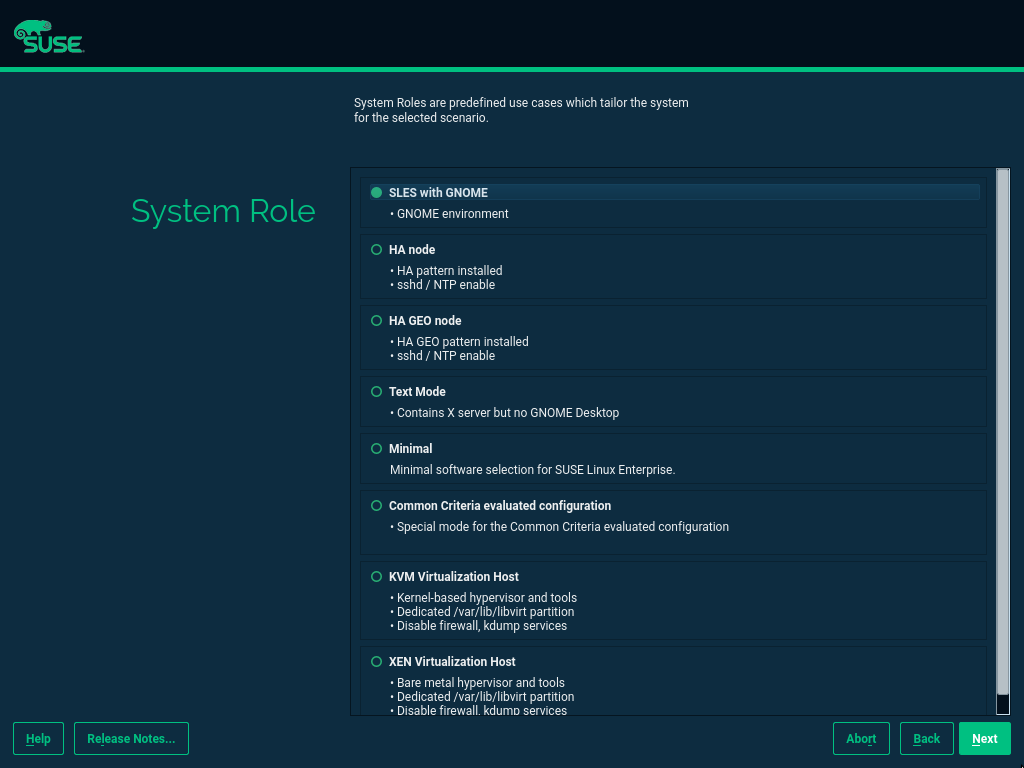 SUSE
System Roles are predefined use cases which tailor the system
for the selected scenario.
System Role
SLES with GNOME
• GNOME environment
HA node
• HA pattern installed
• sshd / NTP enable
HA GEO node
• HA GEO pattern installed
• sshd / NTP enable
Text Mode
• Contains X server but no GNOME Desktop
Minimal
Minimal software selection for SUSE Linux Enterprise.
Common Criteria evaluated configuration
• Special mode for the Common Criteria evaluated configuration
KVM Virtualization Host
• Kernel-based hypervisor and tools
• Dedicated /var/lib/libvirt partition
• Disable firewall, kdump services
XEN Virtualization Host
• Bare metal hypervisor and tools
• Dedicated /var/lib/libvirt partition
• Disable firewall, kdump services
Help
Release Notes...
Abort
Back
Next